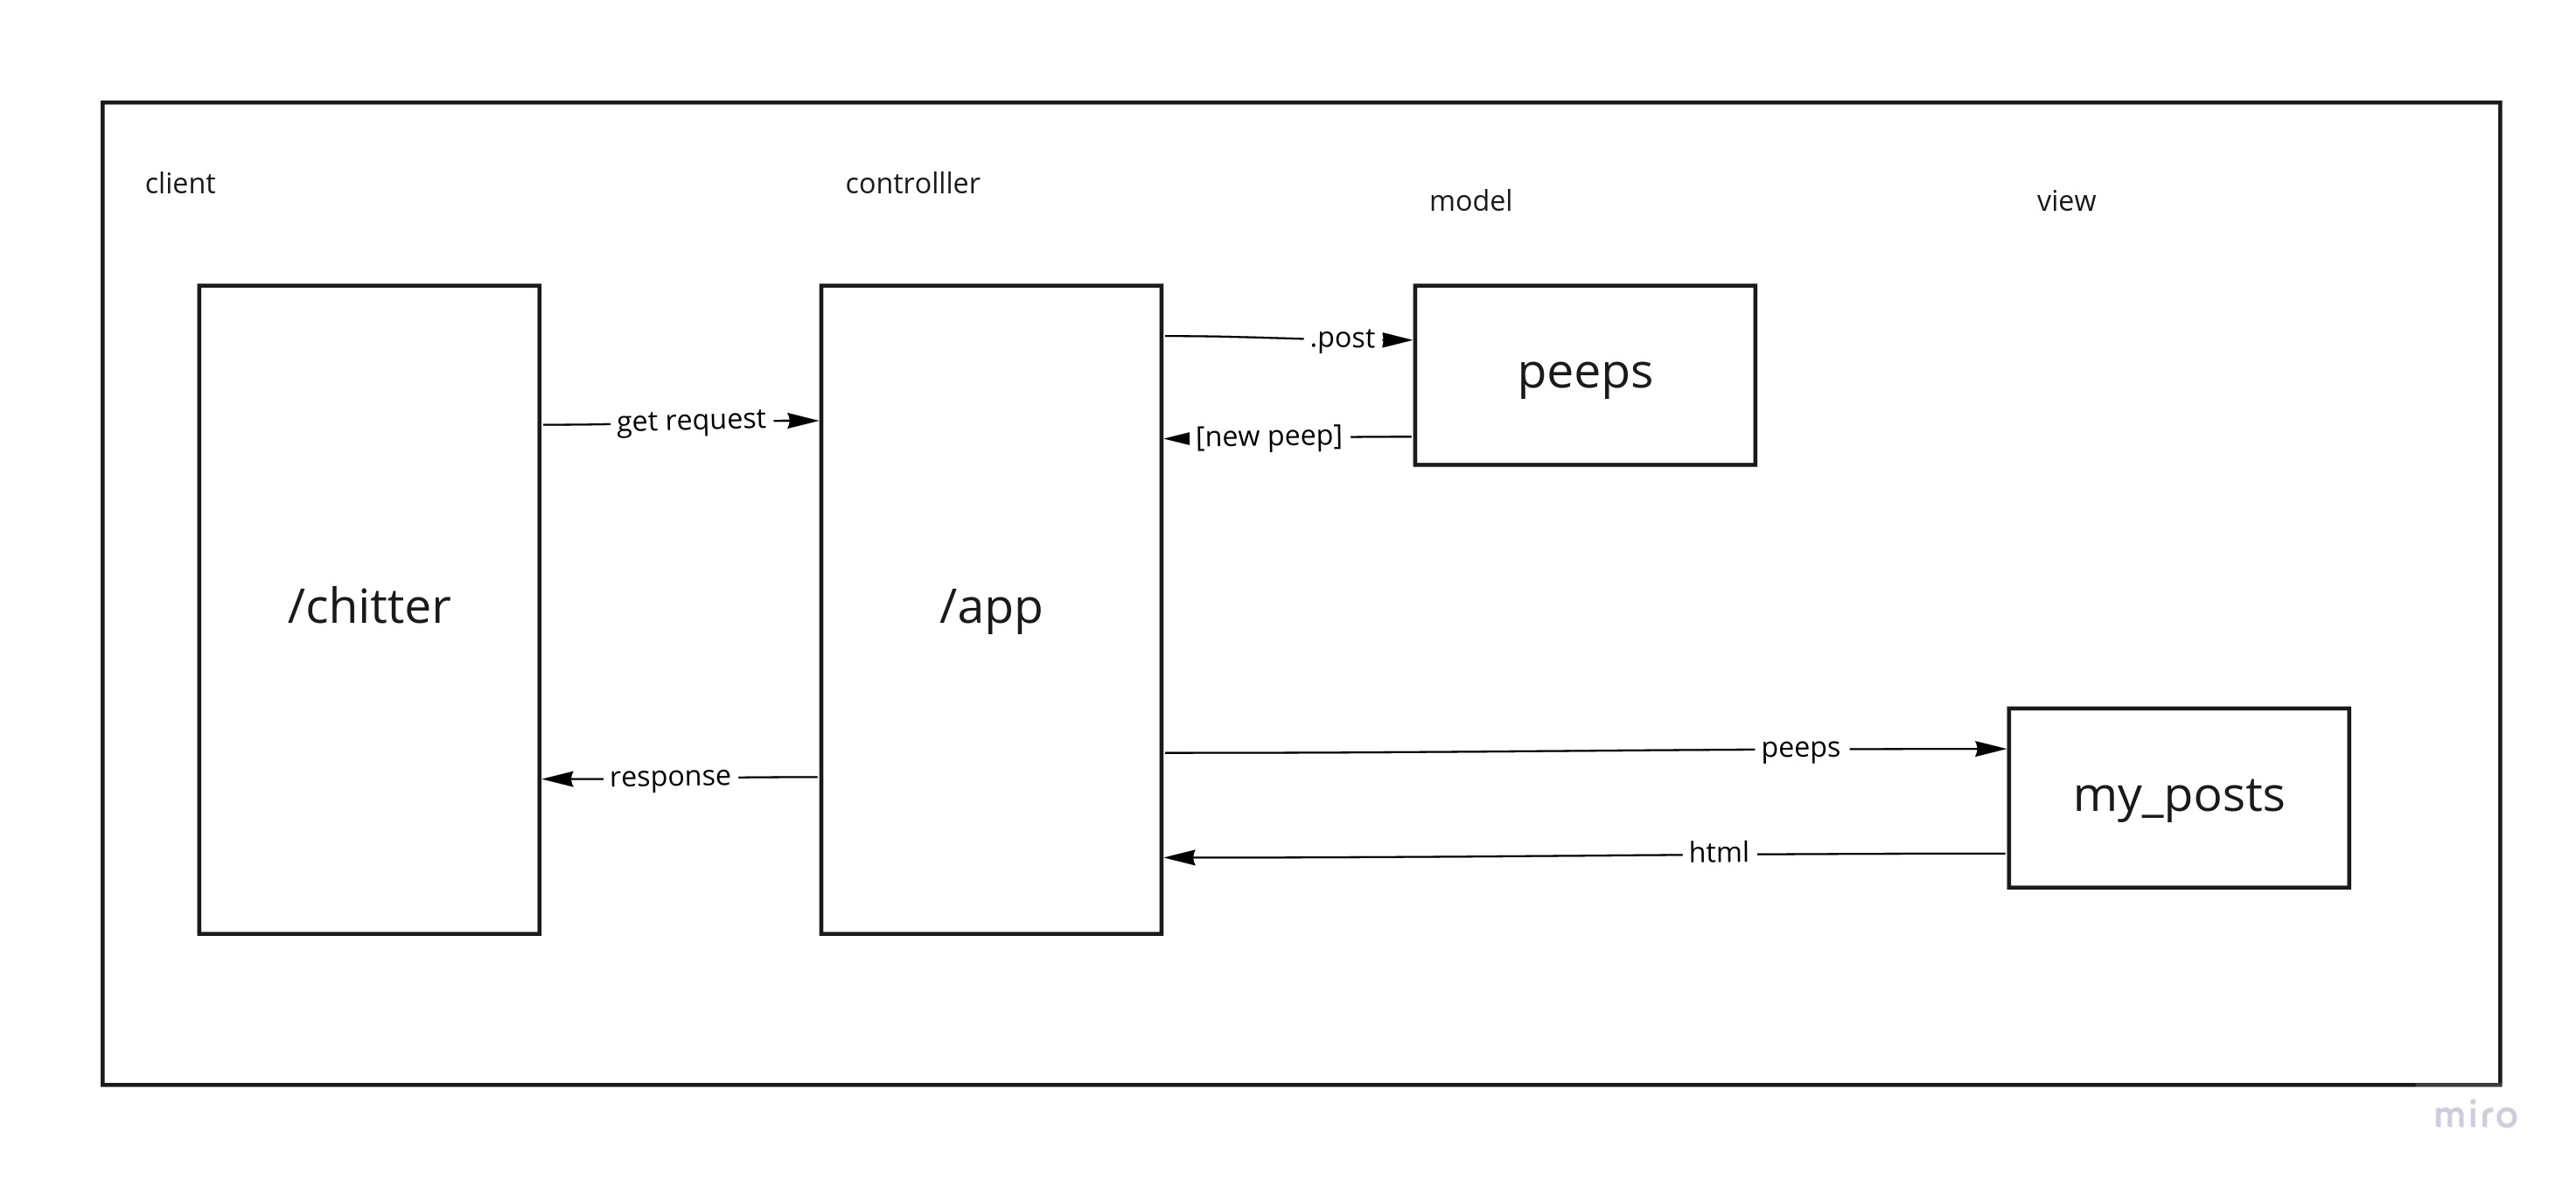 client
controlller
model
view
/chitter
get request
response
/app
.post
[new peep]
peeps
peeps
html
my_posts
miro